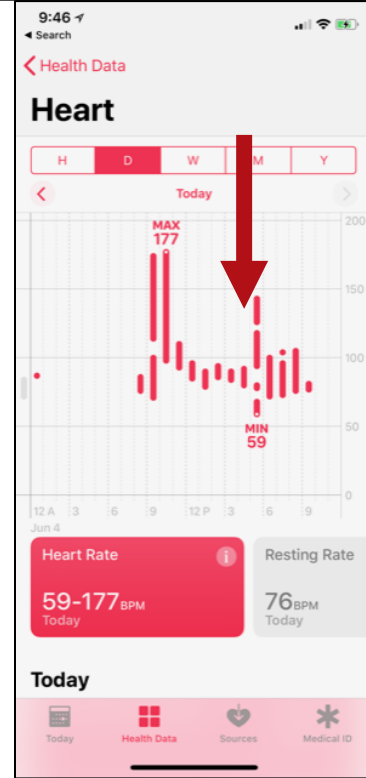 9:46
Search
Health Data
Heart
H D W M Y
Today
MAX
177
200
150
100
50
0
MIN
59
12 A 3 6 9 12 P 3 6 9
Jun 4
Heart Rate
59-177 BPM
Today
Resting Rate
76 BPM
Today
Today
Today Health Data Sources Medical ID